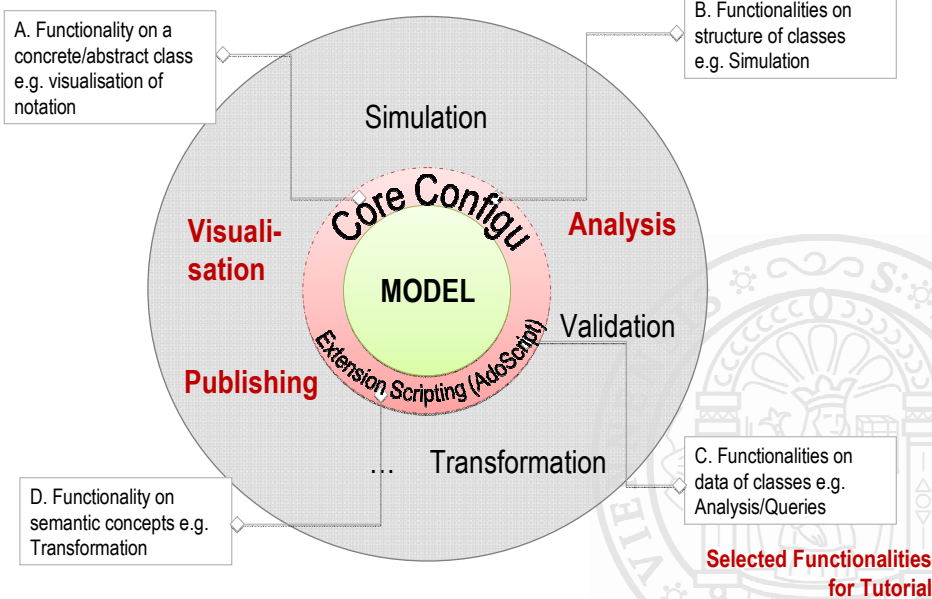 A. Functionality on a
concrete/abstract class
e.g. visualisation of
notation
B. Functionalities on
structure of classes
e.g. Simulation
Simulation
Core Configu
Visuali-
sation
Analysis
MODEL
Validation
Extension Scripting (AdoScript)
Publishing
... Transformation
C. Functionalities on
data of classes e.g.
Analysis/Queries
D. Functionality on
semantic concepts e.g.
Transformation
Selected Functionalities
for Tutorial